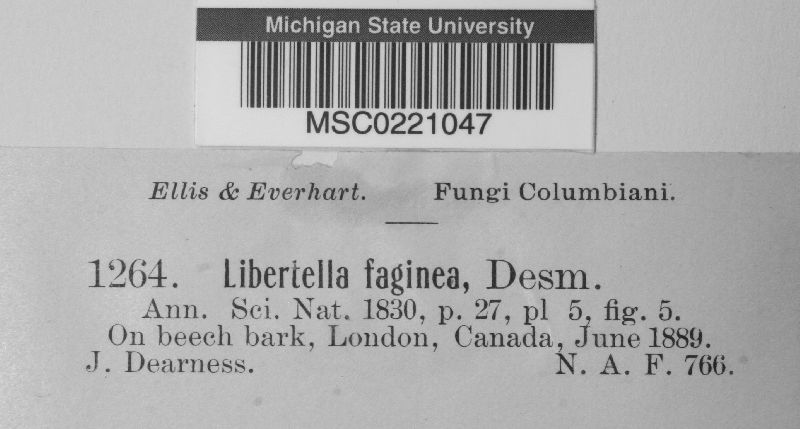 Michigan State University
MSC0221047
Ellis & Everhart. Fungi Columbiani.
1264. Libertella faginea, Desm.
Ann. Sci. Nat. 1830, p. 27, pl 5, fig. 5.
On beech bark, London, Canada, June 1889.
J. Dearness. N. A. F. 766.